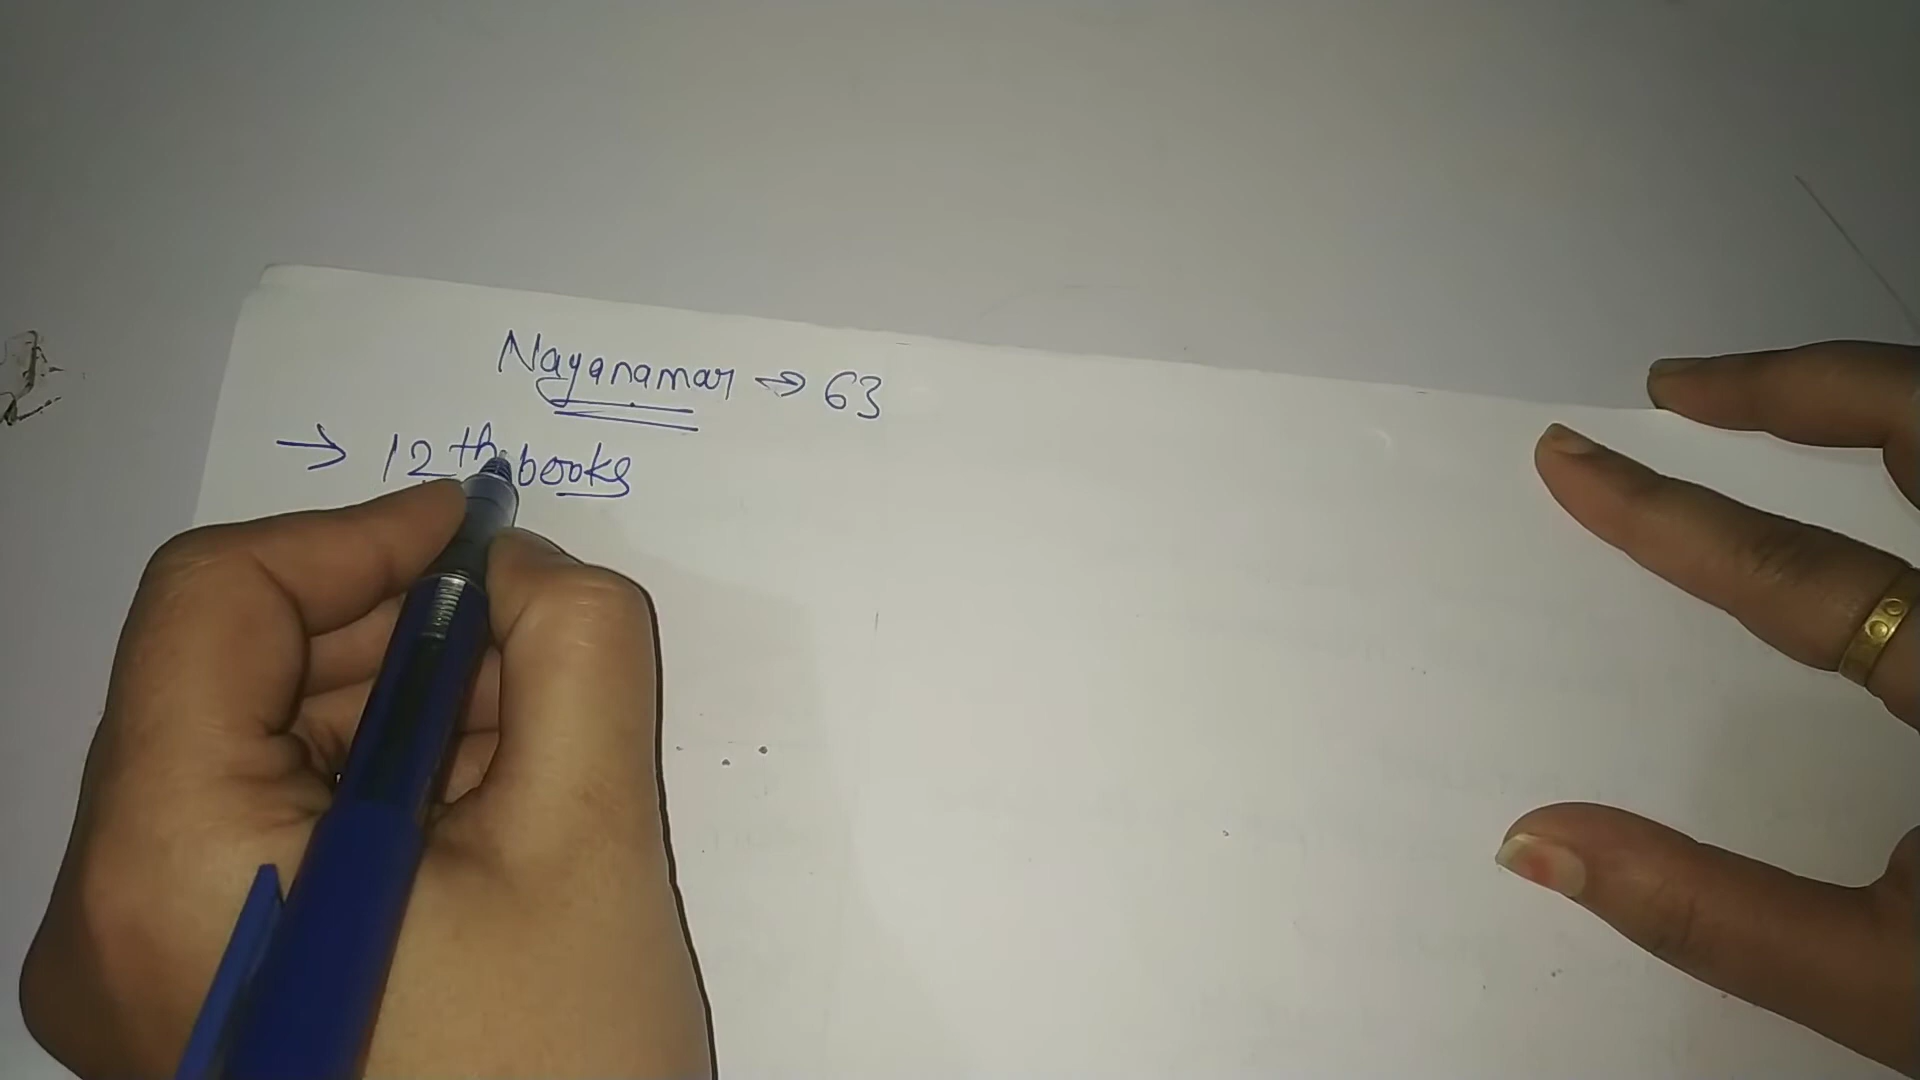 Nayanamar → 63
→ 12th books